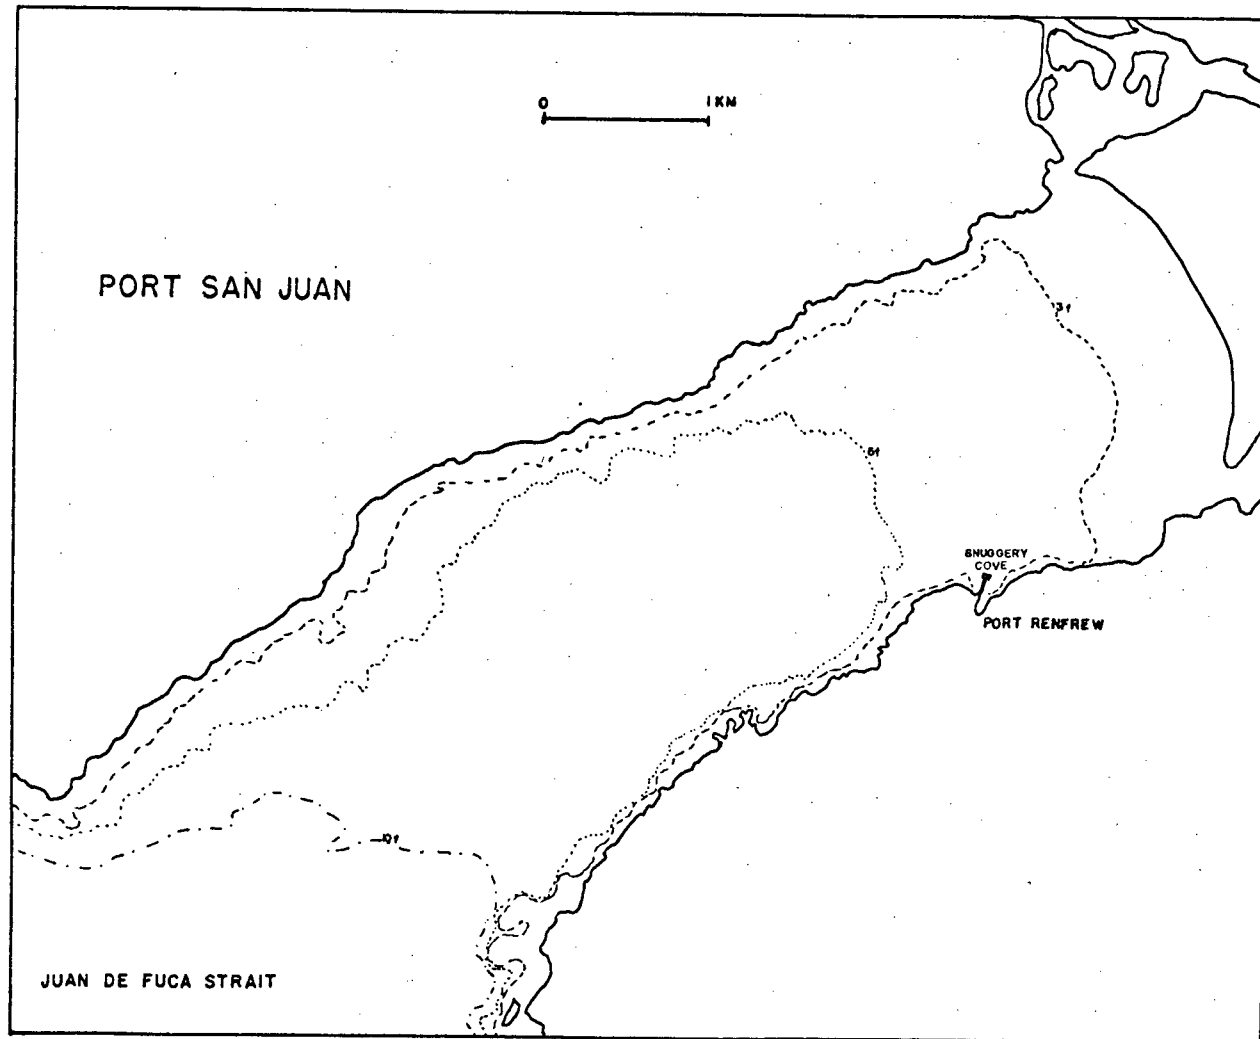 0 1 KM
PORT SAN JUAN
3f
6f
SNUGGERY
COVE
PORT RENFREW
10f
JUAN DE FUCA STRAIT